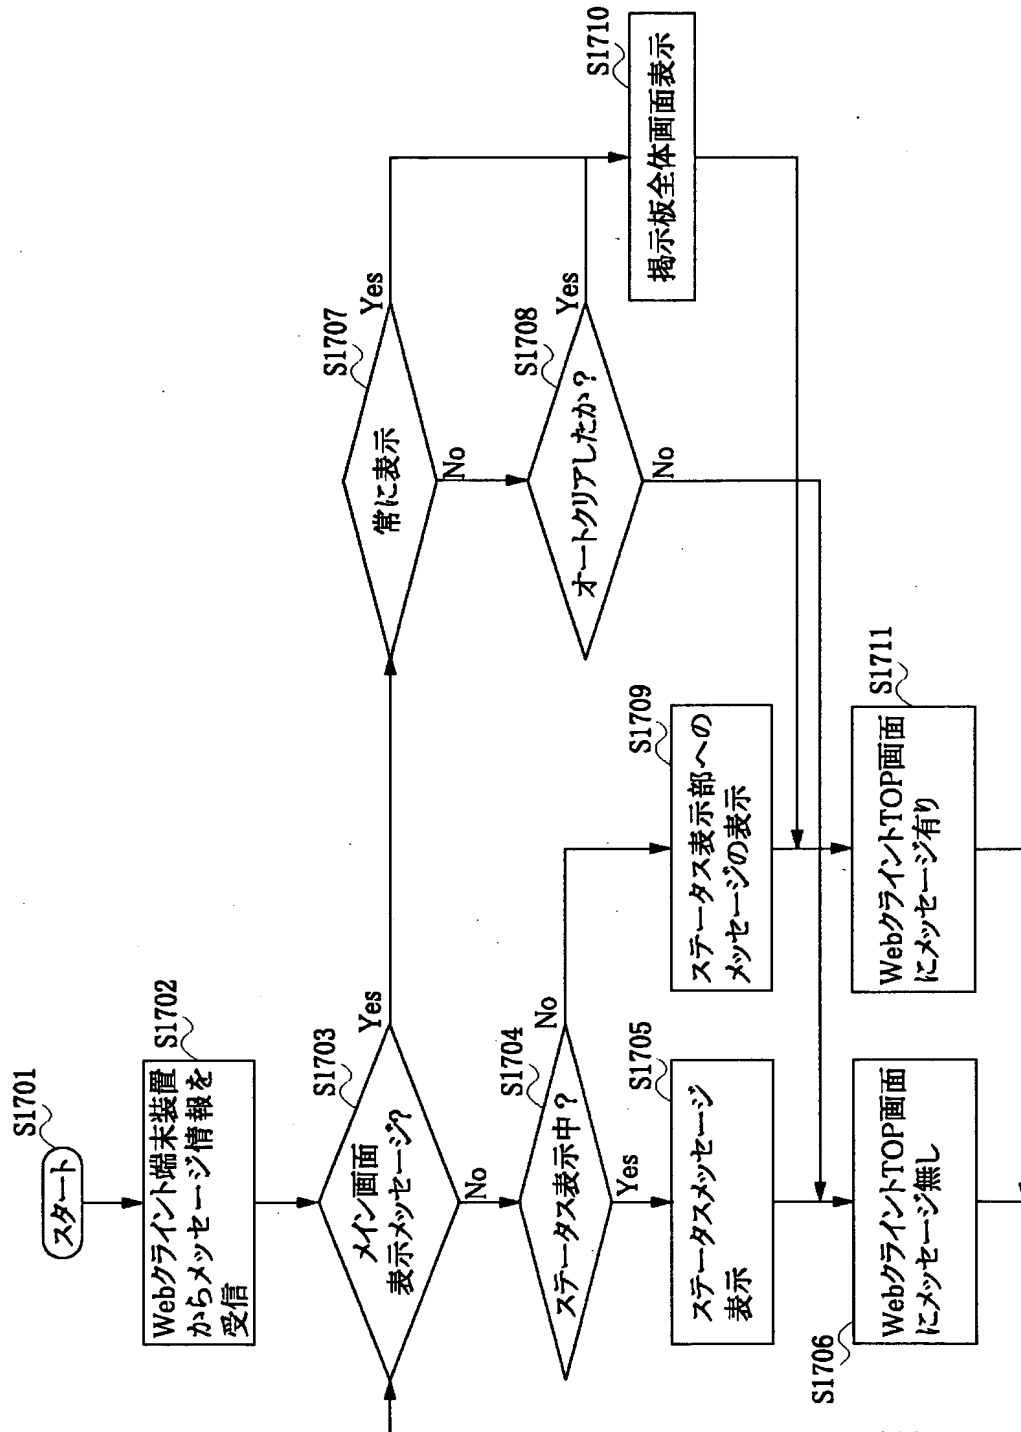 S1701
スタート
S1702
Webクライント端末装置
からメッセージ情報を
受信
S1703
メイン画面
表示メッセージ?
Yes
No
S1707
常に表示
Yes
No
S1704
ステータス表示中?
No
Yes
S1708
オートクリアしたか?
Yes
No
S1710
掲示板全体画面表示
S1705
ステータスメッセージ
表示
S1709
ステータス表示部への
メッセージの表示
S1706
WebクライントTOP画面
にメッセージ無し
S1711
WebクライントTOP画面
にメッセージ有り